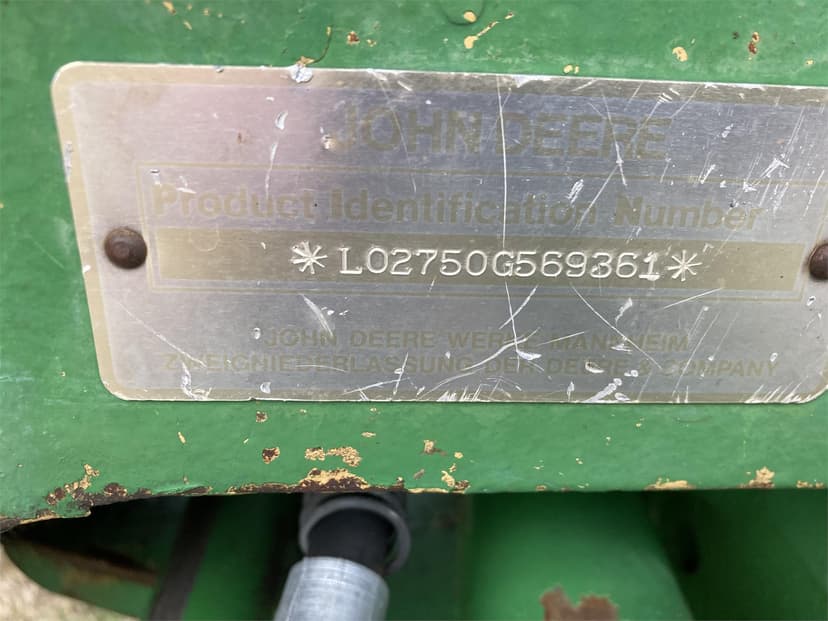 JOHN DEERE
Product Identification Number
*L02750G569361*
JOHN DEERE WERKE MANNHEIM
ZWEIGNIEDERLASSUNG DER DEERE & COMPANY